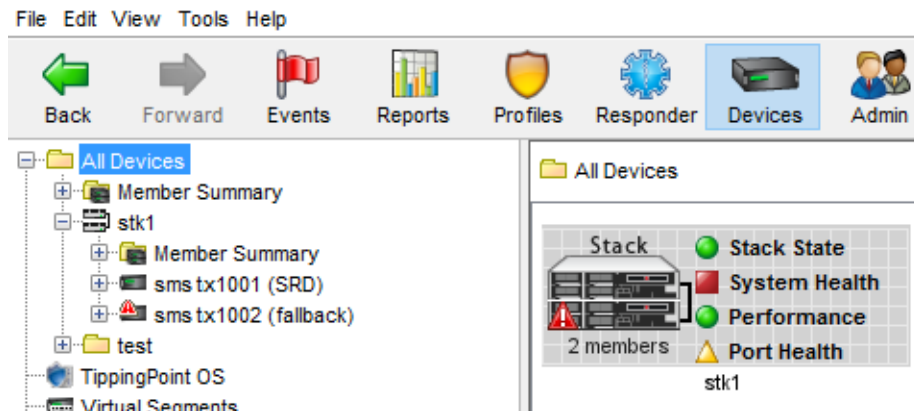 File Edit View Tools Help
Back Forward Events Reports Profiles Responder Devices Admin
All Devices
Member Summary
stk1
Member Summary
sms tx1001 (SRD)
sms tx1002 (fallback)
test
TippingPoint OS
Virtual Segments
All Devices
Stack
Stack State
System Health
Performance
2 members
Port Health
stk1